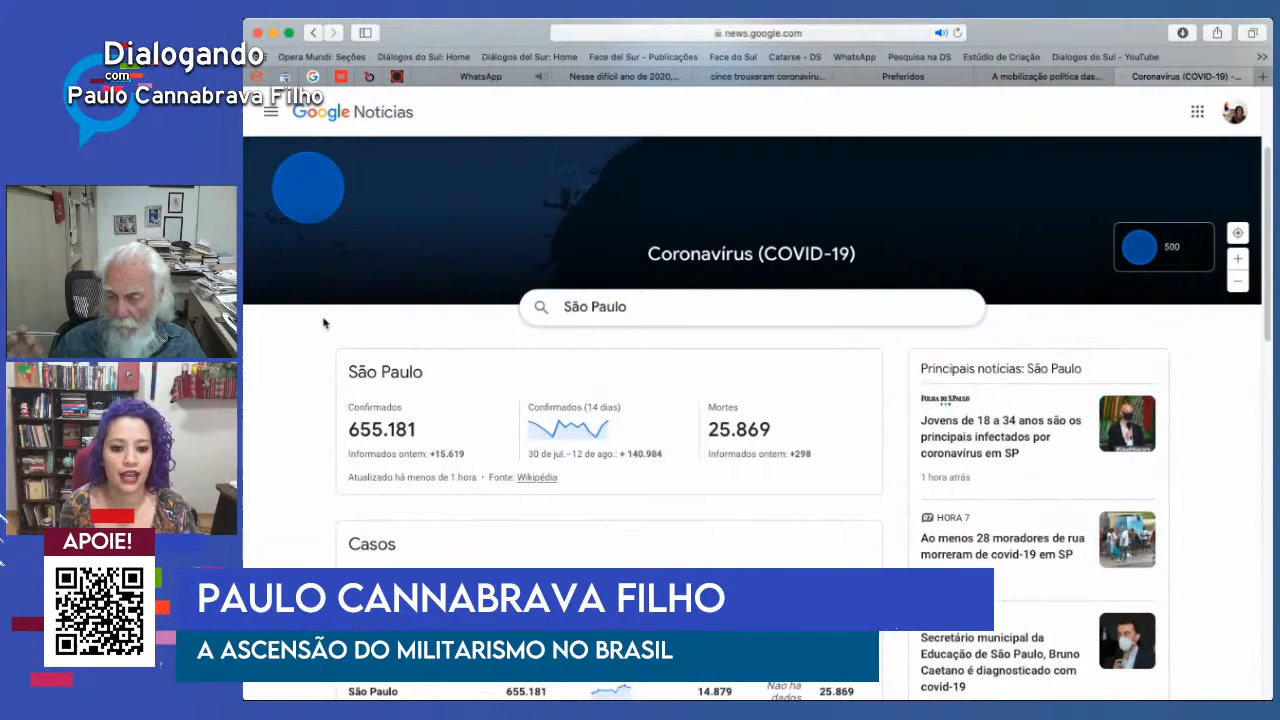 Dialogando
com
Paulo Cannabrava Filho
news.google.com
Opera Mundi: Seções
Diálogos do Sul: Home
Diálogos del Sur: Home
Face del Sur - Publicações
Face do Sul
Catarse - DS
WhatsApp
Pesquisa na DS
Estúdio de Criação
Dialogos do Sul - YouTube
WhatsApp
Nesse difícil ano de 2020,...
cinco trouxeram coronavíru...
Preferidos
A mobilização política das...
Coronavírus (COVID-19) -...
Google Notícias
Coronavírus (COVID-19)
500
São Paulo
São Paulo
Confirmados
655.181
Informados ontem: +15.619
Confirmados (14 dias)
30 de jul.–12 de ago.: + 140.984
Mortes
25.869
Informados ontem: +298
Atualizado há menos de 1 hora • Fonte: Wikipédia
Casos
Principais notícias: São Paulo
FOLHA DE S.PAULO
Jovens de 18 a 34 anos são os
principais infectados por
coronavírus em SP
1 hora atrás
HORA 7
Ao menos 28 moradores de rua
morreram de covid-19 em SP
Secretário municipal da
Educação de São Paulo, Bruno
Caetano é diagnosticado com
covid-19
APOIE!
PAULO CANNABRAVA FILHO
A ASCENSÃO DO MILITARISMO NO BRASIL
São Paulo
655.181
14.879
Não há
dados
25.869